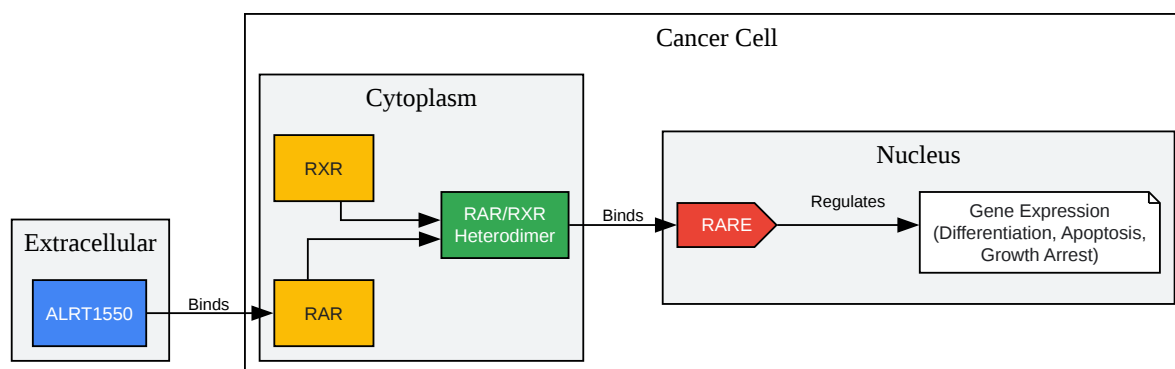 Cancer Cell
Cytoplasm
RXR
RAR/RXR
Heterodimer
RAR
Extracellular
ALRT1550
Binds
Binds
Nucleus
RARE
Regulates
Gene Expression
(Differentiation, Apoptosis,
Growth Arrest)